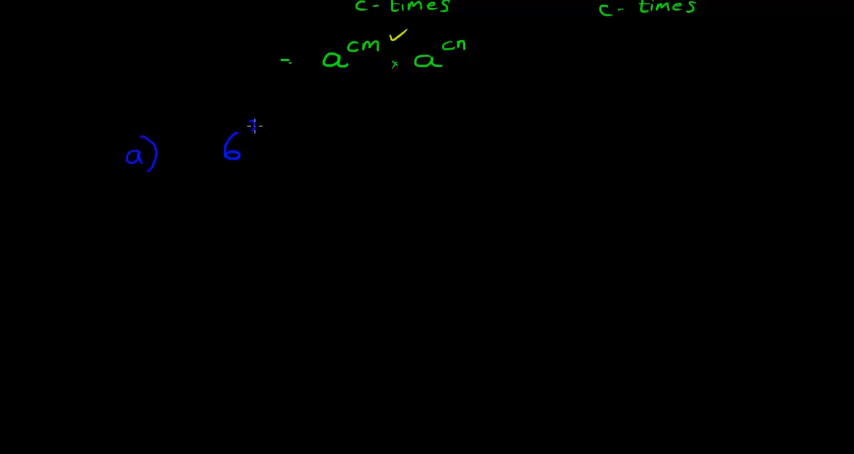 c - times c - times
= a^cm × a^cn
a) 6